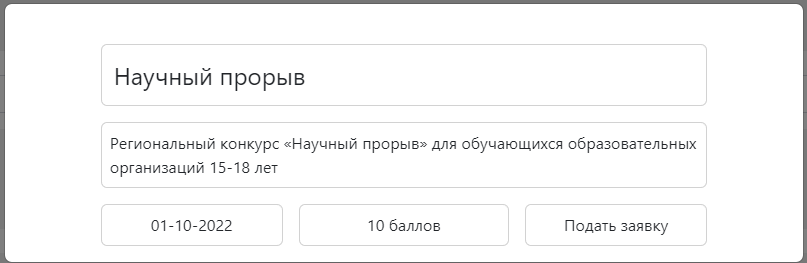 Научный прорыв
Региональный конкурс «Научный прорыв» для обучающихся образовательных
организаций 15-18 лет
01-10-2022
10 баллов
Подать заявку